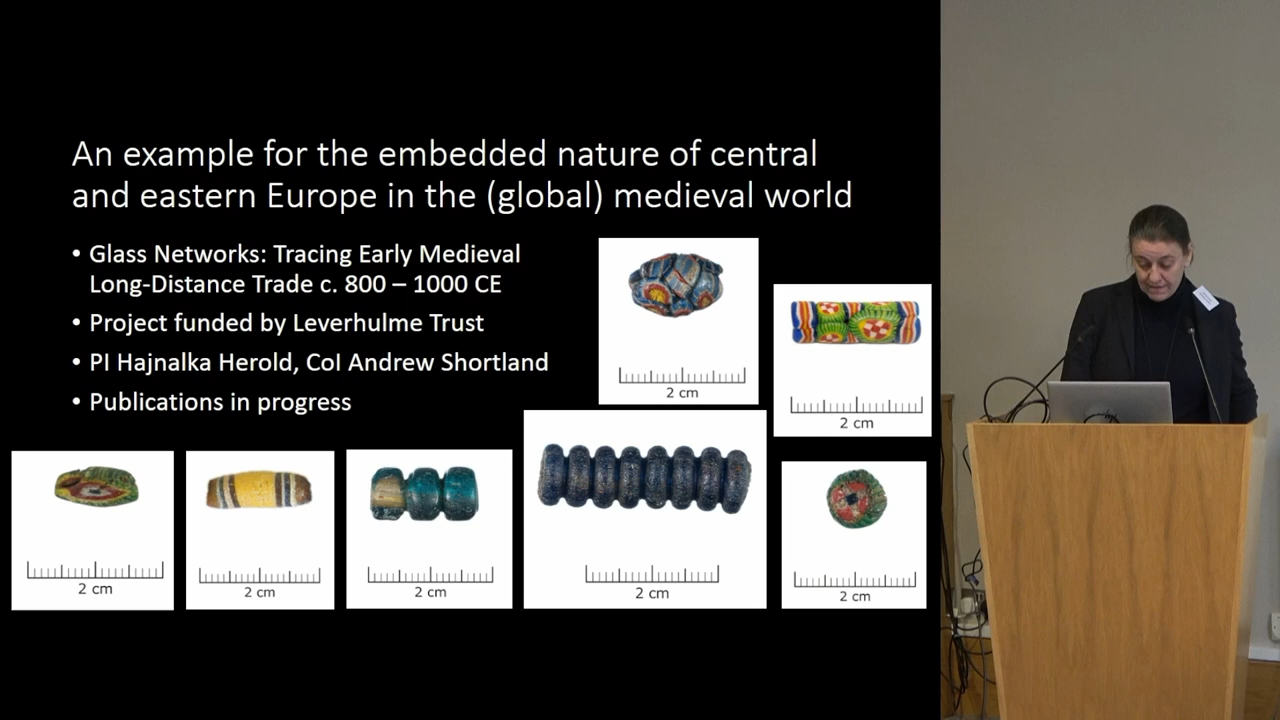 An example for the embedded nature of central
and eastern Europe in the (global) medieval world
• Glass Networks: Tracing Early Medieval
Long-Distance Trade c. 800 – 1000 CE
• Project funded by Leverhulme Trust
• PI Hajnalka Herold, CoI Andrew Shortland
• Publications in progress
2 cm
2 cm
2 cm
2 cm
2 cm
2 cm
2 cm